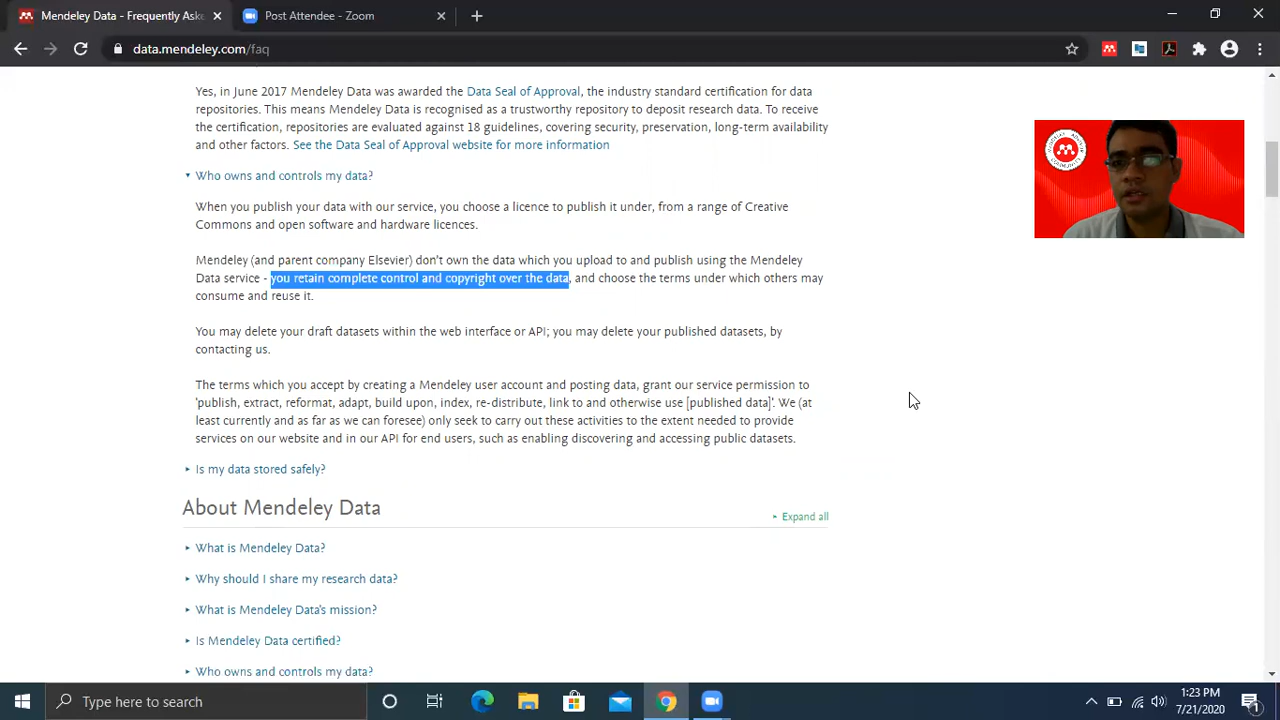 Mendeley Data - Frequently Aske
Post Attendee - Zoom
data.mendeley.com/faq
Yes, in June 2017 Mendeley Data was awarded the Data Seal of Approval, the industry standard certification for data
repositories. This means Mendeley Data is recognised as a trustworthy repository to deposit research data. To receive
the certification, repositories are evaluated against 18 guidelines, covering security, preservation, long-term availability
and other factors. See the Data Seal of Approval website for more information
Who owns and controls my data?
When you publish your data with our service, you choose a licence to publish it under, from a range of Creative
Commons and open software and hardware licences.
Mendeley (and parent company Elsevier) don't own the data which you upload to and publish using the Mendeley
Data service - you retain complete control and copyright over the data, and choose the terms under which others may
consume and reuse it.
You may delete your draft datasets within the web interface or API; you may delete your published datasets, by
contacting us.
The terms which you accept by creating a Mendeley user account and posting data, grant our service permission to
'publish, extract, reformat, adapt, build upon, index, re-distribute, link to and otherwise use [published data]'. We (at
least currently and as far as we can foresee) only seek to carry out these activities to the extent needed to provide
services on our website and in our API for end users, such as enabling discovering and accessing public datasets.
Is my data stored safely?
About Mendeley Data
Expand all
What is Mendeley Data?
Why should I share my research data?
What is Mendeley Data's mission?
Is Mendeley Data certified?
Who owns and controls my data?
Type here to search
1:23 PM
7/21/2020